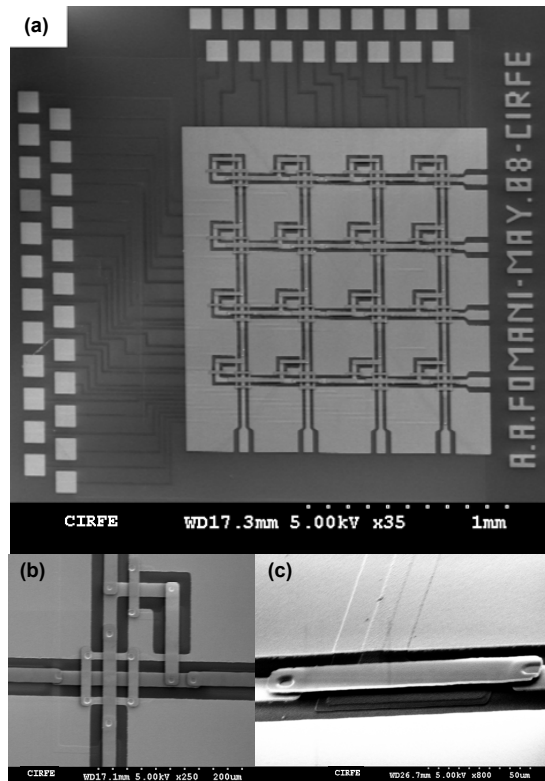 (a)
A.A.FOMANI-MAY.08-CIRFE
CIRFE WD17.3mm 5.00kV x35 1mm
(b)
CIRFE WD17.1mm 5.00kV x250 200um
(c)
CIRFE WD26.7mm 5.00kV x800 50um